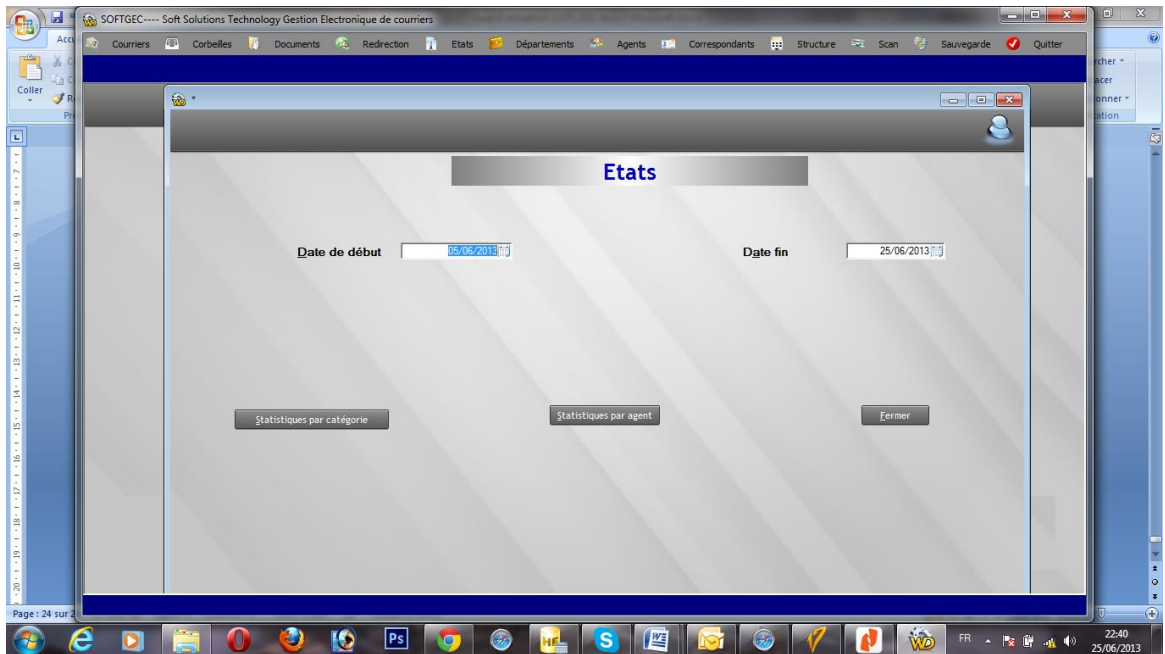 SOFTGEC---- Soft Solutions Technology Gestion Electronique de courriers
Courriers Corbeilles Documents Redirection Etats Départements Agents Correspondants Structure Scan Sauvegarde Quitter
Coller
*
Etats
Date de début 05/06/2013 Date fin 25/06/2013
Statistiques par catégorie Statistiques par agent Fermer
Page : 24 sur
FR 22:40
25/06/2013